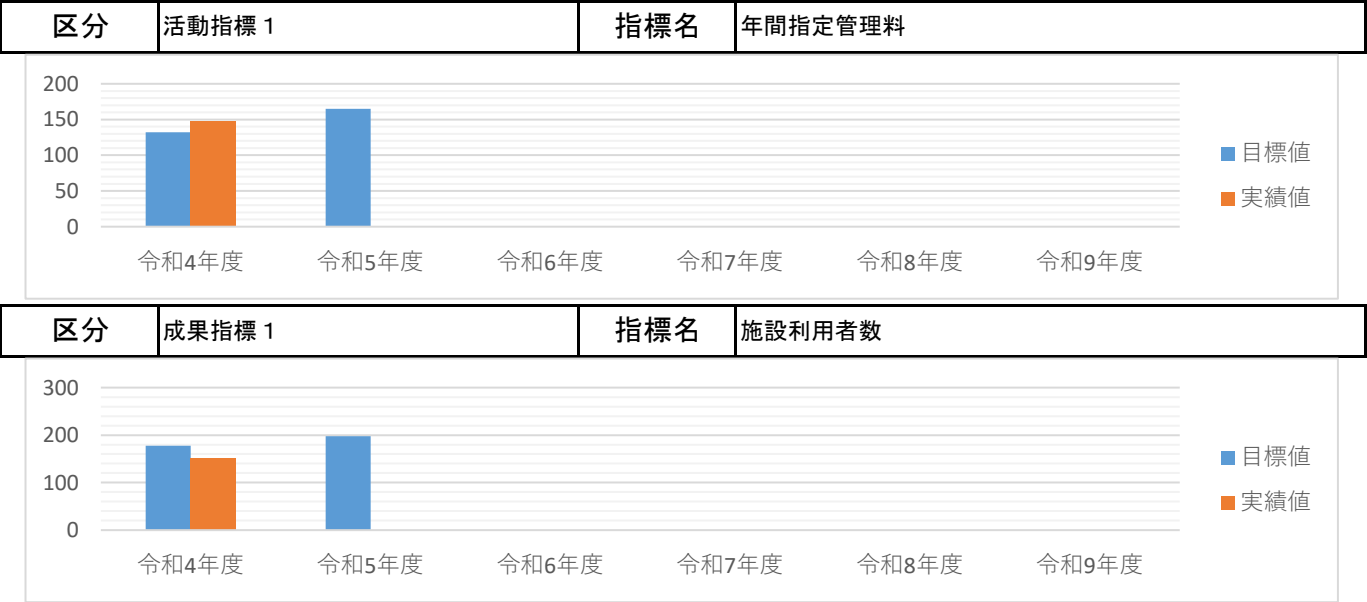 区分 活動指標１ 指標名 年間指定管理料
200
150
100
50
0
令和4年度 令和5年度 令和6年度 令和7年度 令和8年度 令和9年度
目標値
実績値
区分 成果指標１ 指標名 施設利用者数
300
200
100
0
令和4年度 令和5年度 令和6年度 令和7年度 令和8年度 令和9年度
目標値
実績値